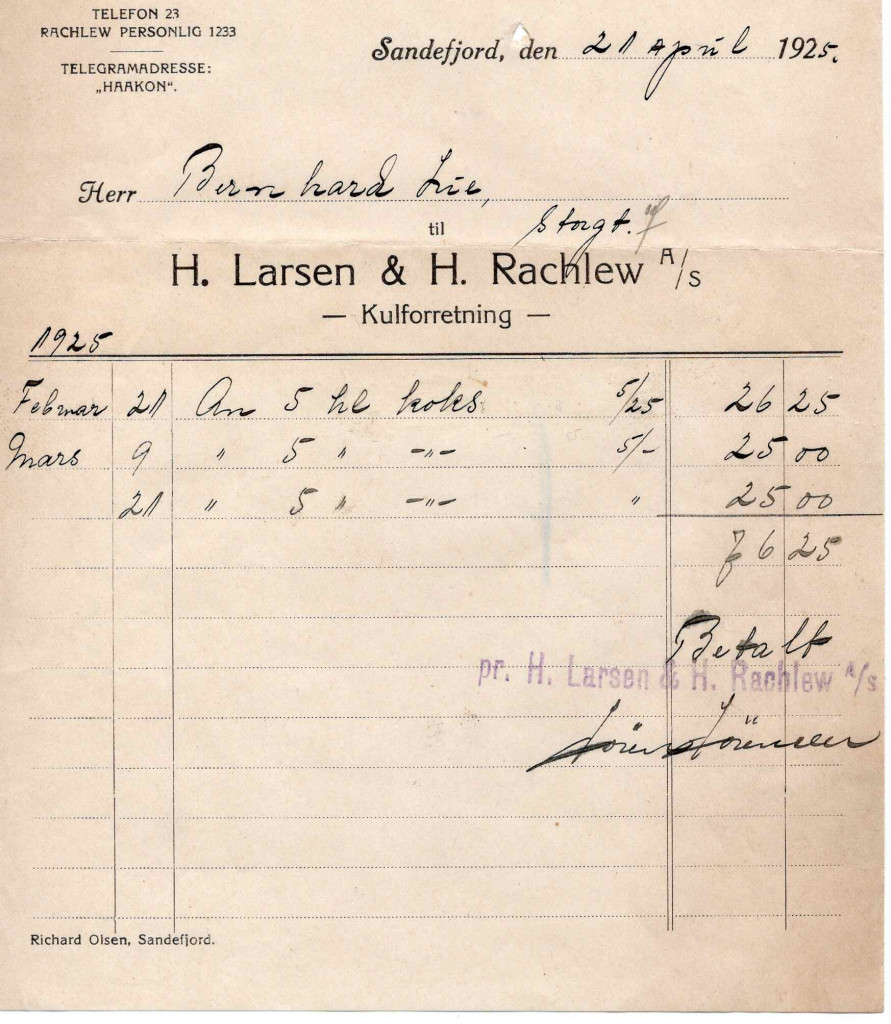 TELEFON 23
RACHLEW PERSONLIG 1233
TELEGRAMADRESSE:
„HAAKON“.
Sandefjord, den 21 April 1925.
Herr Bernhard Lie,
til Storgt. 7
H. Larsen & H. Rachlew A/S
— Kulforretning —
1925
Februar 21 An 5 hl koks 5/25 26 25
Mars 9 " 5 " -"- 5/- 25 00
21 " 5 " -"- " 25 00
76 25
Betalt
pr. H. Larsen & H. Rachlew A/s
Richard Olsen, Sandefjord.